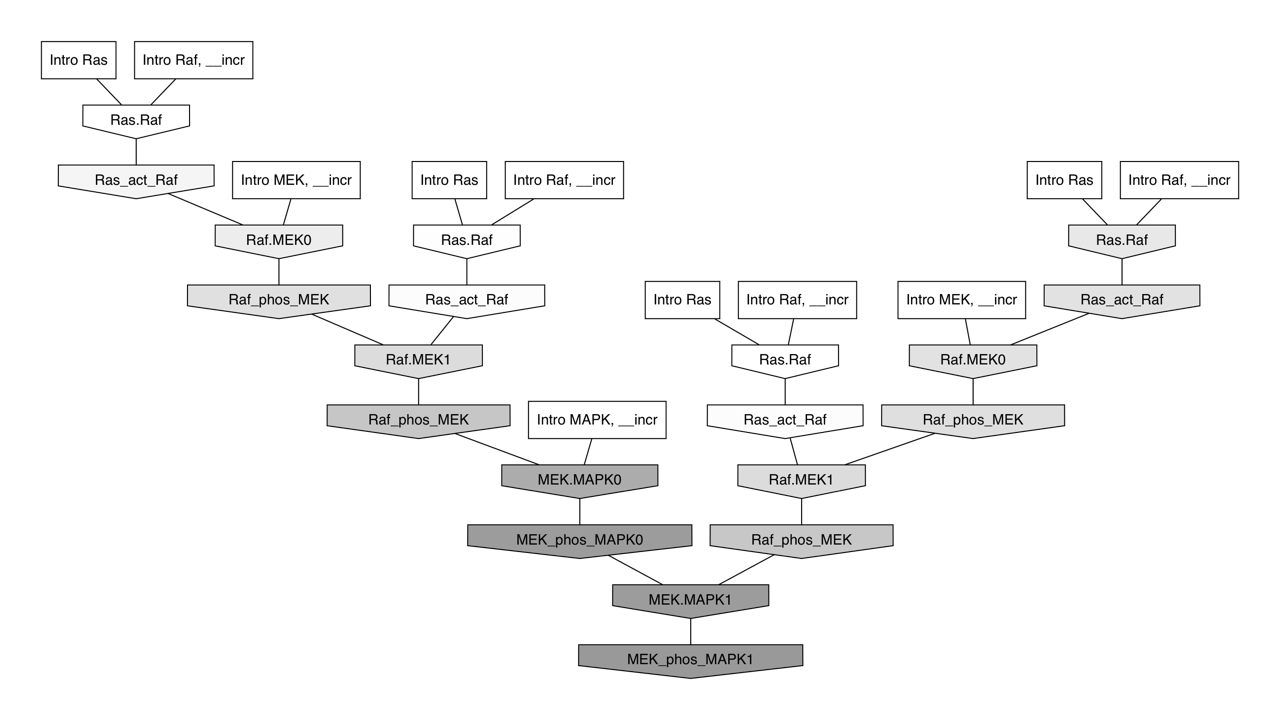 Intro Ras
Intro Raf, __incr
Ras.Raf
Ras_act_Raf
Intro MEK, __incr
Intro Ras
Intro Raf, __incr
Intro Ras
Intro Raf, __incr
Raf.MEK0
Ras.Raf
Ras.Raf
Raf_phos_MEK
Ras_act_Raf
Intro Ras
Intro Raf, __incr
Intro MEK, __incr
Ras_act_Raf
Raf.MEK1
Ras.Raf
Raf.MEK0
Raf_phos_MEK
Intro MAPK, __incr
Ras_act_Raf
Raf_phos_MEK
MEK.MAPK0
Raf.MEK1
MEK_phos_MAPK0
Raf_phos_MEK
MEK.MAPK1
MEK_phos_MAPK1